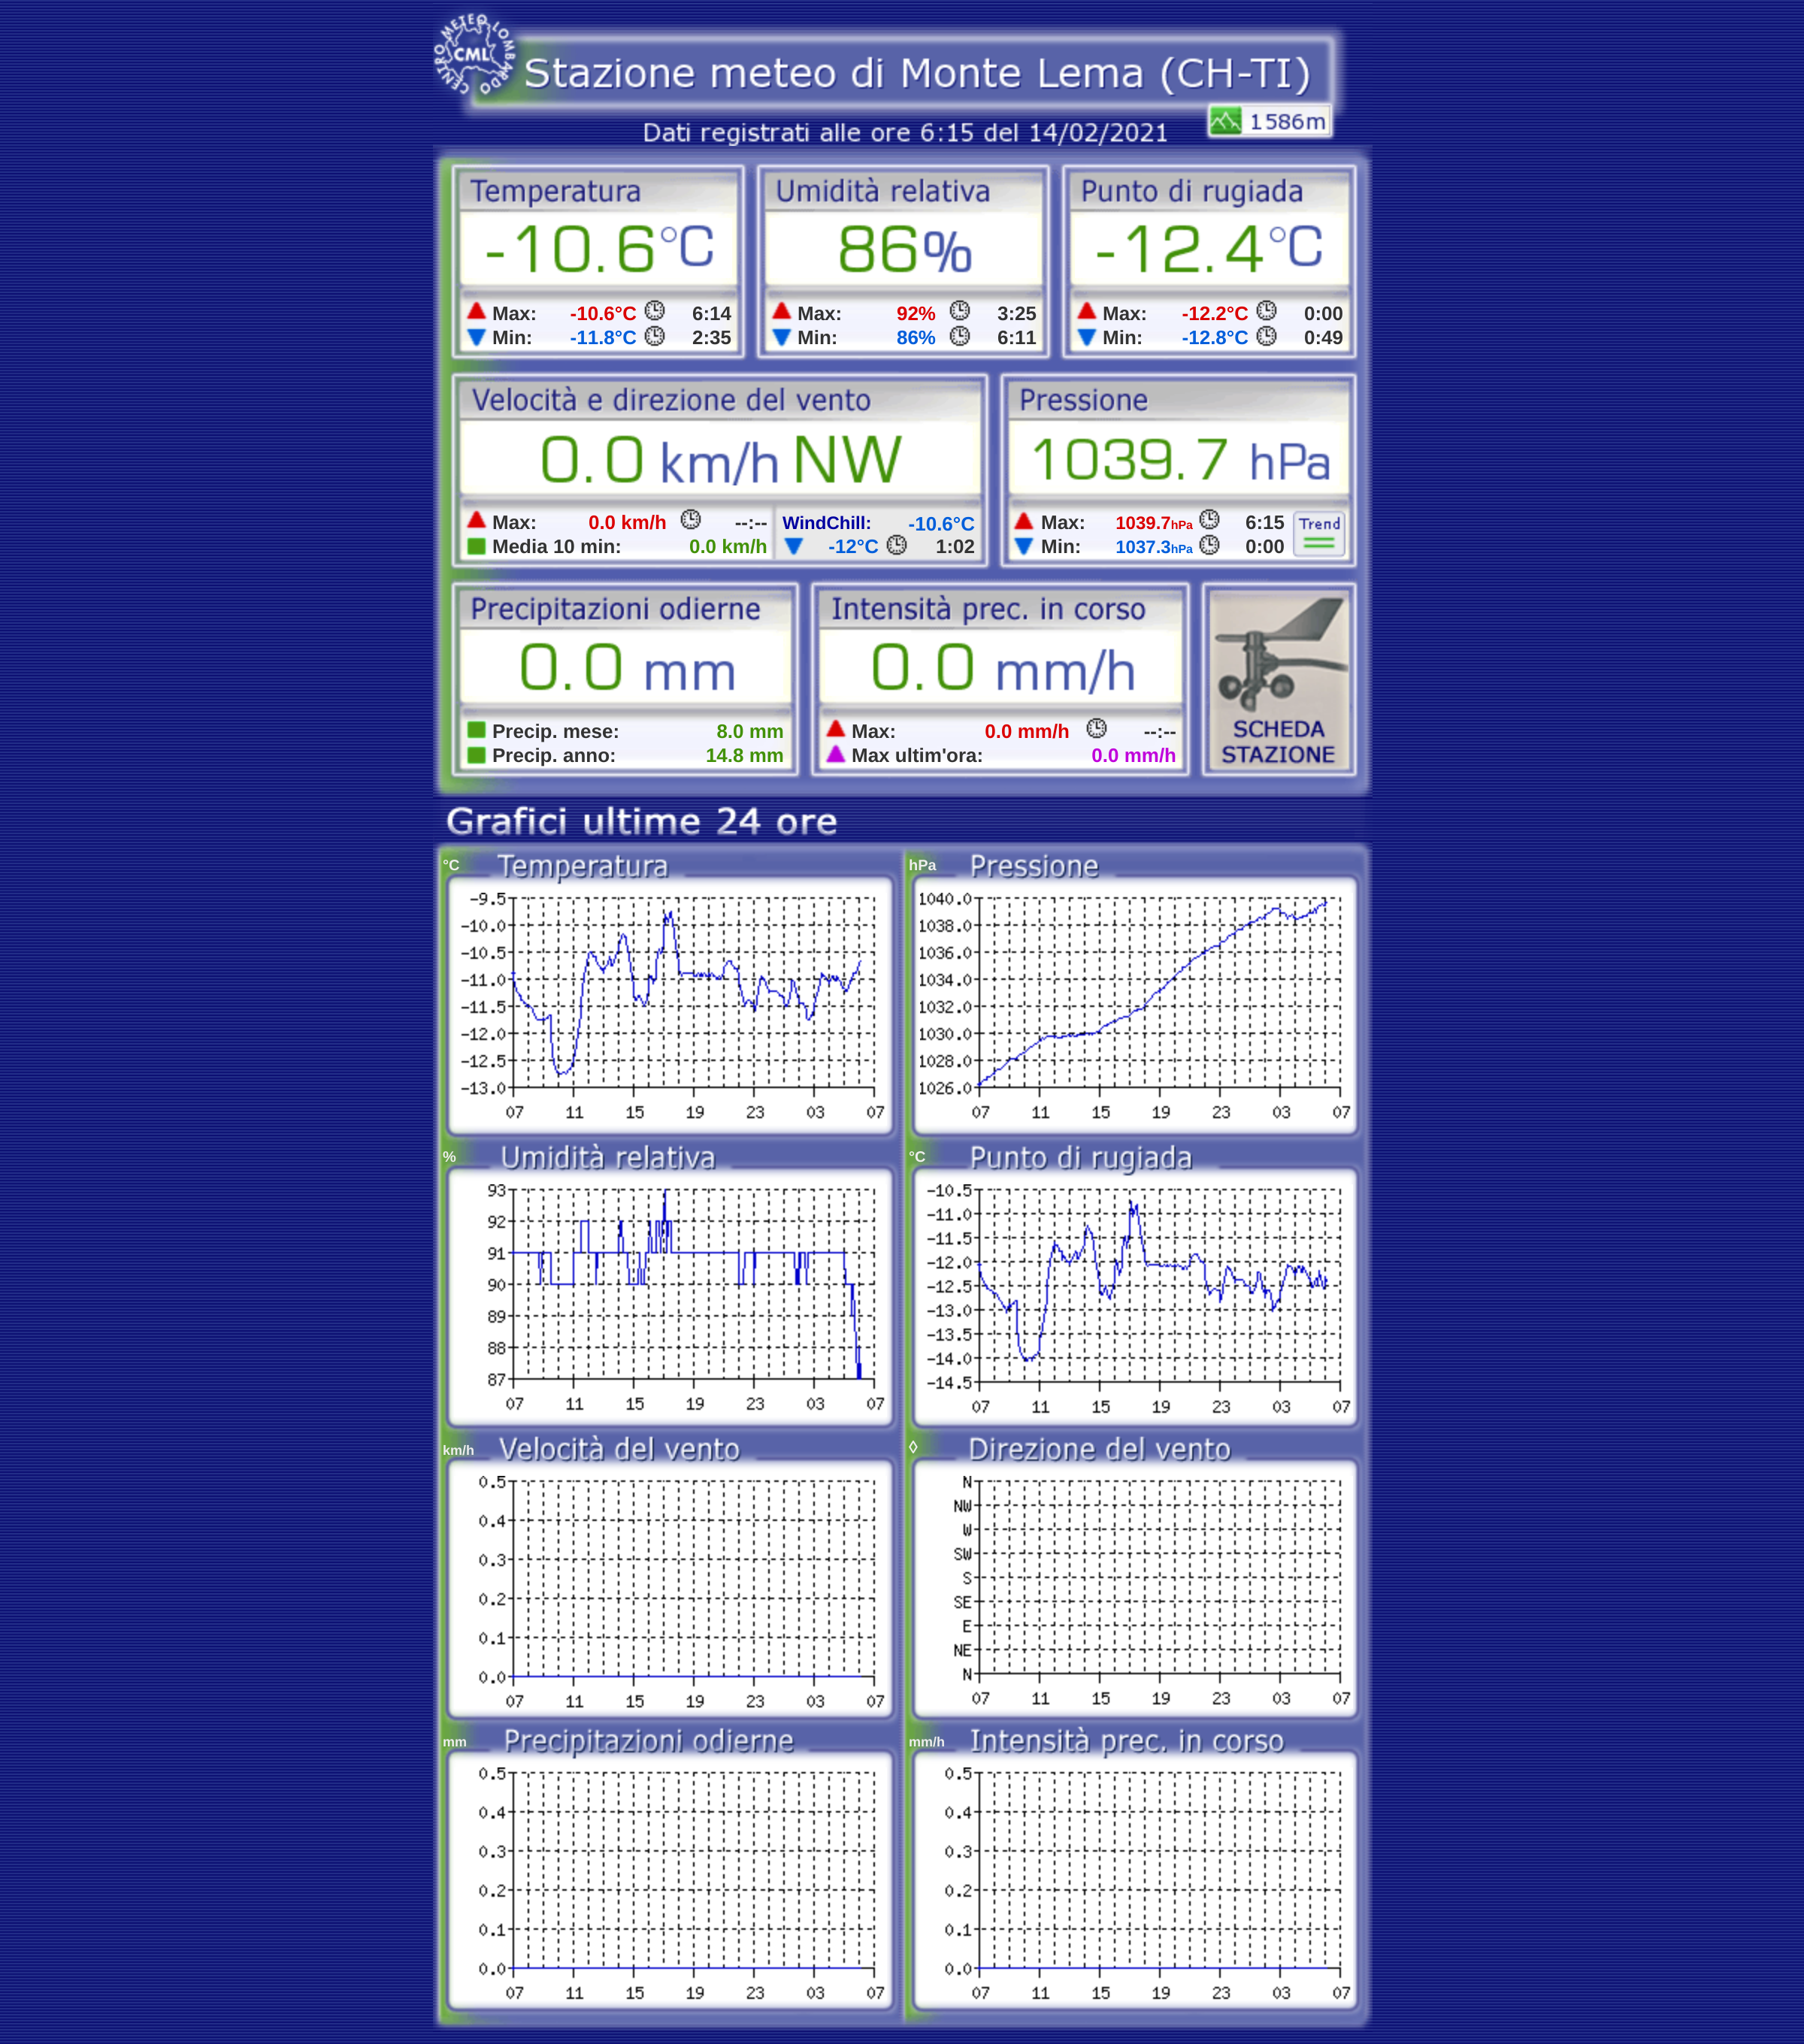 CENTRO METEO LOMBARDO
CML
Stazione meteo di Monte Lema (CH-TI)
1586m
Dati registrati alle ore 6:15 del 14/02/2021
Temperatura
-10.6°C
Max: -10.6°C 6:14
Min: -11.8°C 2:35
Umidità relativa
86%
Max: 92% 3:25
Min: 86% 6:11
Punto di rugiada
-12.4°C
Max: -12.2°C 0:00
Min: -12.8°C 0:49
Velocità e direzione del vento
0.0 km/h NW
Max: 0.0 km/h --:--
Media 10 min: 0.0 km/h
WindChill: -10.6°C
-12°C 1:02
Pressione
1039.7 hPa
Max: 1039.7hPa 6:15
Min: 1037.3hPa 0:00
Trend
Precipitazioni odierne
0.0 mm
Precip. mese: 8.0 mm
Precip. anno: 14.8 mm
Intensità prec. in corso
0.0 mm/h
Max: 0.0 mm/h --:--
Max ultim'ora: 0.0 mm/h
SCHEDA
STAZIONE
Grafici ultime 24 ore
°C Temperatura
-9.5
-10.0
-10.5
-11.0
-11.5
-12.0
-12.5
-13.0
07 11 15 19 23 03 07
hPa Pressione
1040.0
1038.0
1036.0
1034.0
1032.0
1030.0
1028.0
1026.0
07 11 15 19 23 03 07
% Umidità relativa
93
92
91
90
89
88
87
07 11 15 19 23 03 07
°C Punto di rugiada
-10.5
-11.0
-11.5
-12.0
-12.5
-13.0
-13.5
-14.0
-14.5
07 11 15 19 23 03 07
km/h Velocità del vento
0.5
0.4
0.3
0.2
0.1
0.0
07 11 15 19 23 03 07
◊ Direzione del vento
N
NW
W
SW
S
SE
E
NE
N
07 11 15 19 23 03 07
mm Precipitazioni odierne
0.5
0.4
0.3
0.2
0.1
0.0
07 11 15 19 23 03 07
mm/h Intensità prec. in corso
0.5
0.4
0.3
0.2
0.1
0.0
07 11 15 19 23 03 07